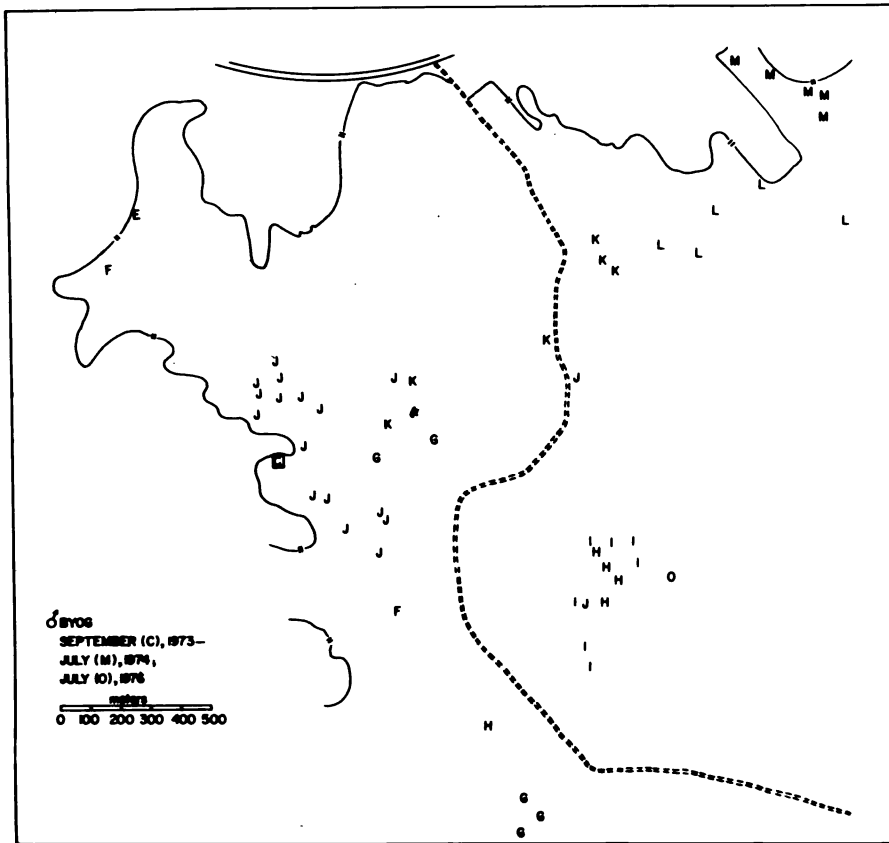 M
M
M M
M
L
L
E
L
K L L
K
F K
K
J
J J K J
J
J J J
J
J
K
G
J
G
J J
J
J
J
I I I
J H
I
H
H O
I J H
F
♂ BYOG
SEPTEMBER (C), 1973–
I
JULY (M), 1974,
I
JULY (O), 1976
meters
0 100 200 300 400 500
H
G
G
G